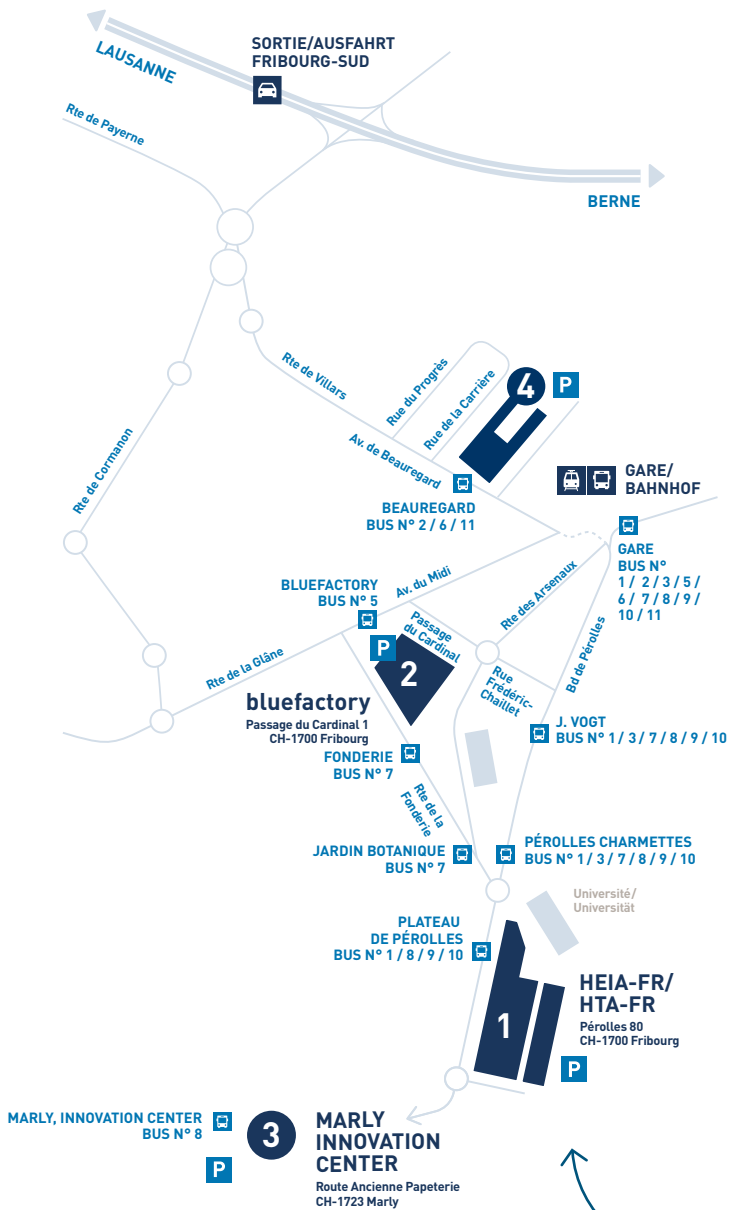 SORTIE/AUSFAHRT
FRIBOURG-SUD
LAUSANNE
Rte de Payerne
BERNE
Rte de Villars
Rue du Progrès
Rue de la Carrière
4
P
Av. de Beauregard
Rte de Cormanon
GARE/
BAHNHOF
BEAUREGARD
BUS N° 2 / 6 / 11
GARE
BUS N°
1 / 2 / 3 / 5 /
6 / 7 / 8 / 9 /
10 / 11
BLUEFACTORY
BUS N° 5
Av. du Midi
Rte des Arsenaux
Passage
du Cardinal
P
2
Rte de la Glâne
Rue
Frédéric-
Chaillet
Bd de Pérolles
bluefactory
Passage du Cardinal 1
CH-1700 Fribourg
J. VOGT
BUS N° 1 / 3 / 7 / 8 / 9 / 10
FONDERIE
BUS N° 7
Rte de la
Fonderie
JARDIN BOTANIQUE
BUS N° 7
PÉROLLES CHARMETTES
BUS N° 1 / 3 / 7 / 8 / 9 / 10
Université/
Universität
PLATEAU
DE PÉROLLES
BUS N° 1 / 8 / 9 / 10
1
HEIA-FR/
HTA-FR
Pérolles 80
CH-1700 Fribourg
P
MARLY, INNOVATION CENTER
BUS N° 8
P
3
MARLY
INNOVATION
CENTER
Route Ancienne Papeterie
CH-1723 Marly